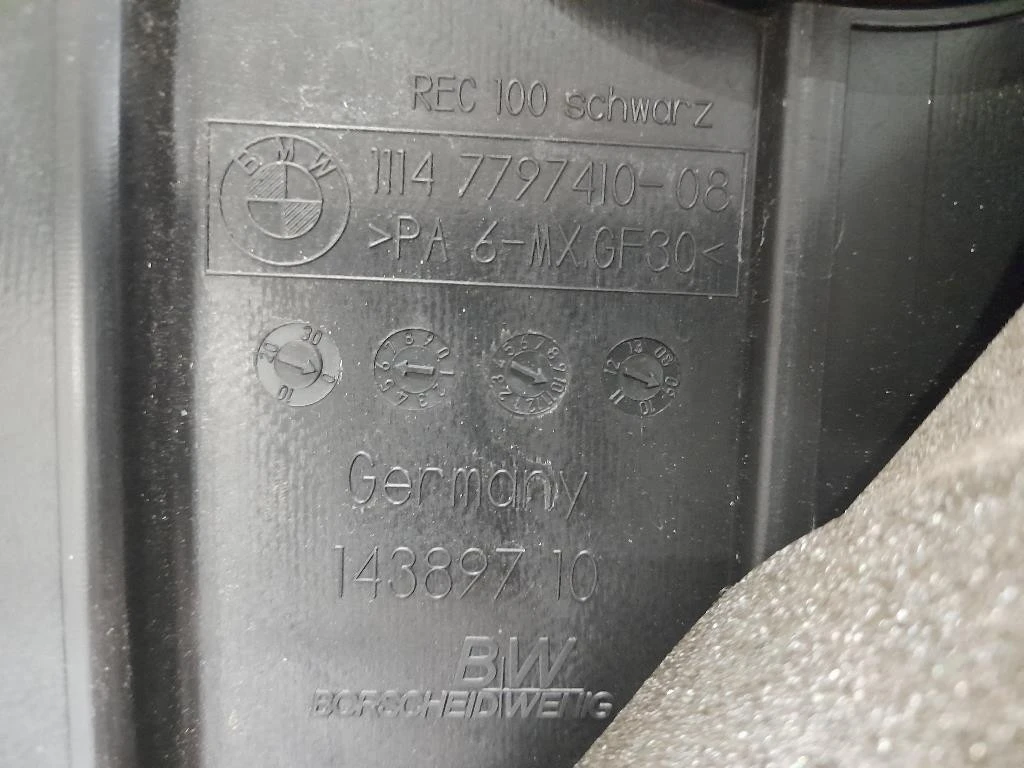 REC 100 schwarz
BMW
1114 7797410-08
>PA 6-MX.GF30<
Germany
143897 10
BW
BORSCHEIDWENIG